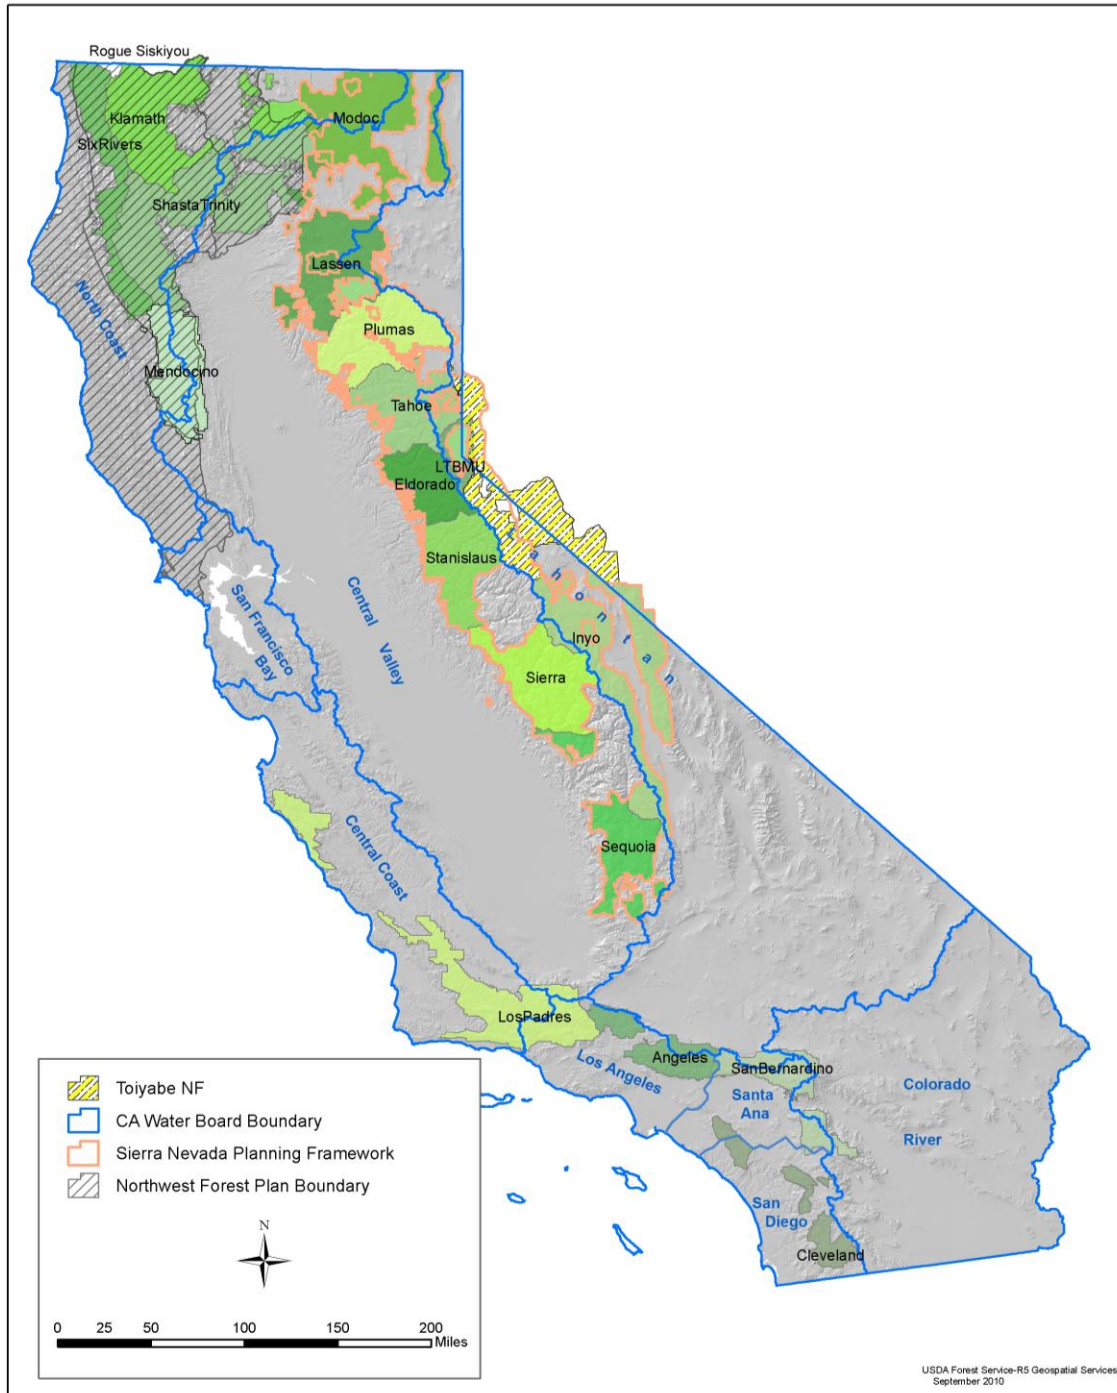 Rogue Siskiyou
Klamath
Modoc
SixRivers
ShastaTrinity
Lassen
North Coast
Plumas
Mendocino
Tahoe
LTBMU
Eldorado
Stanislaus
Lahontan
Central Valley
San Francisco
Bay
Inyo
Sierra
Central Coast
Sequoia
LosPadres
Angeles
Los Angeles
SanBernardino
Santa
Ana
Colorado
River
San
Diego
Cleveland
Toiyabe NF
CA Water Board Boundary
Sierra Nevada Planning Framework
Northwest Forest Plan Boundary
N
0 25 50 100 150 200
Miles
USDA Forest Service-R5 Geospatial Services
September 2010